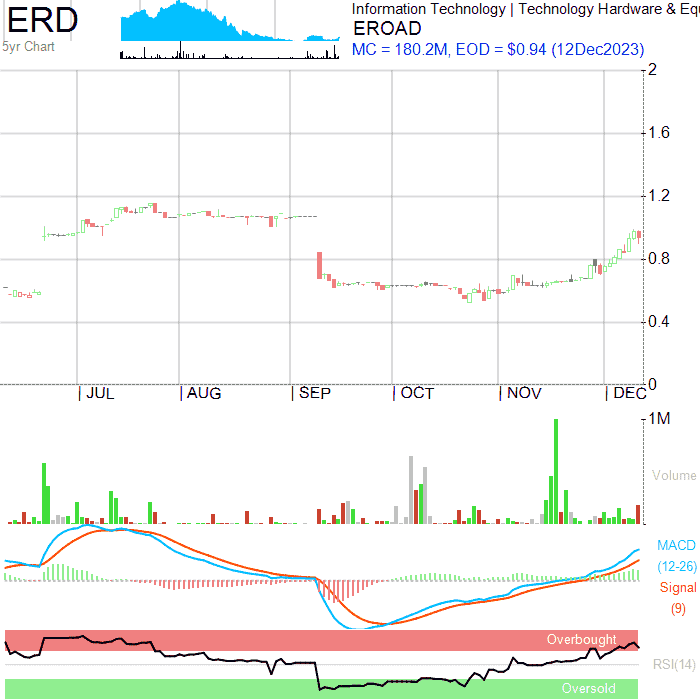 ERD
5yr Chart
Information Technology | Technology Hardware & Equ
EROAD
MC = 180.2M, EOD = $0.94 (12Dec2023)
2
1.6
1.2
0.8
0.4
0
| JUL | AUG | SEP | OCT | NOV | DEC
1M
Volume
MACD
(12-26)
Signal
(9)
Overbought
RSI(14)
Oversold